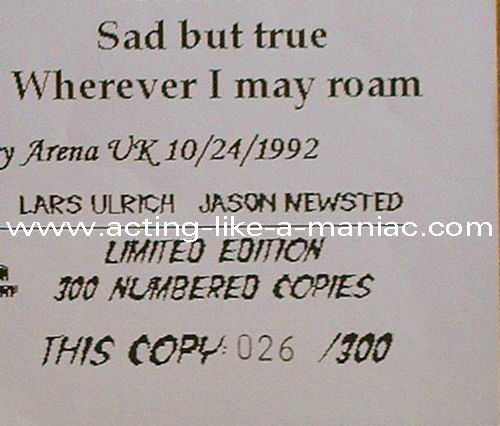 Sad but true
Wherever I may roam
y Arena UK 10/24/1992
LARS ULRICH JASON NEWSTED
www.acting-like-a-maniac.com
LIMITED EDITION
300 NUMBERED COPIES
THIS COPY: 026 /300